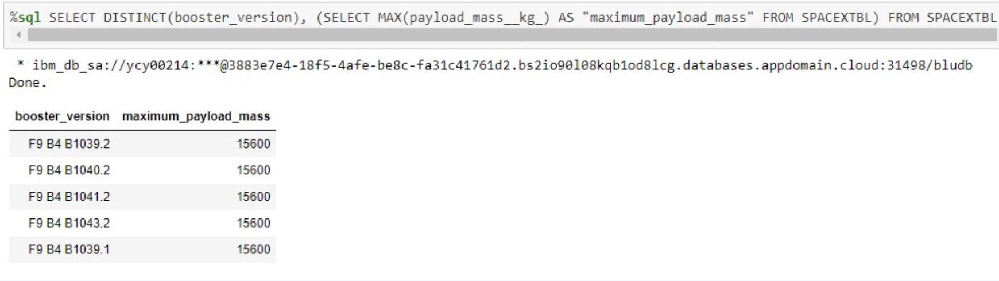 %sql SELECT DISTINCT(booster_version), (SELECT MAX(payload_mass__kg_) AS "maximum_payload_mass" FROM SPACEXTBL) FROM SPACEXTBL
* ibm_db_sa://ycy00214:***@3883e7e4-18f5-4afe-be8c-fa31c41761d2.bs2io90l08kqb1od8lcg.databases.appdomain.cloud:31498/bludb
Done.
booster_version maximum_payload_mass
F9 B4 B1039.2 15600
F9 B4 B1040.2 15600
F9 B4 B1041.2 15600
F9 B4 B1043.2 15600
F9 B4 B1039.1 15600